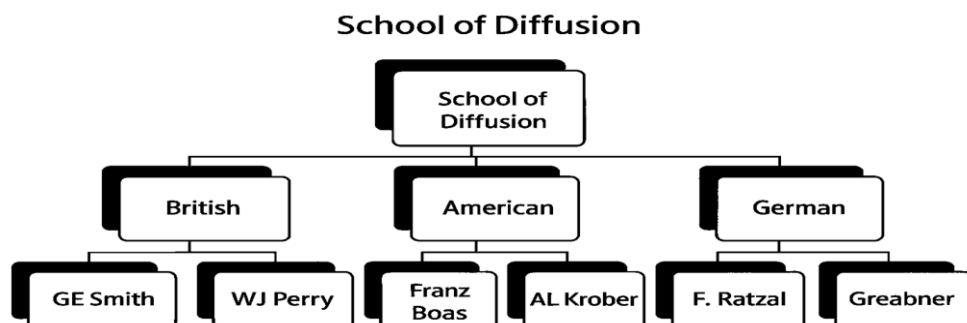 School of Diffusion
School of
Diffusion
British
American
German
GE Smith
WJ Perry
Franz
Boas
AL Krober
F. Ratzal
Greabner